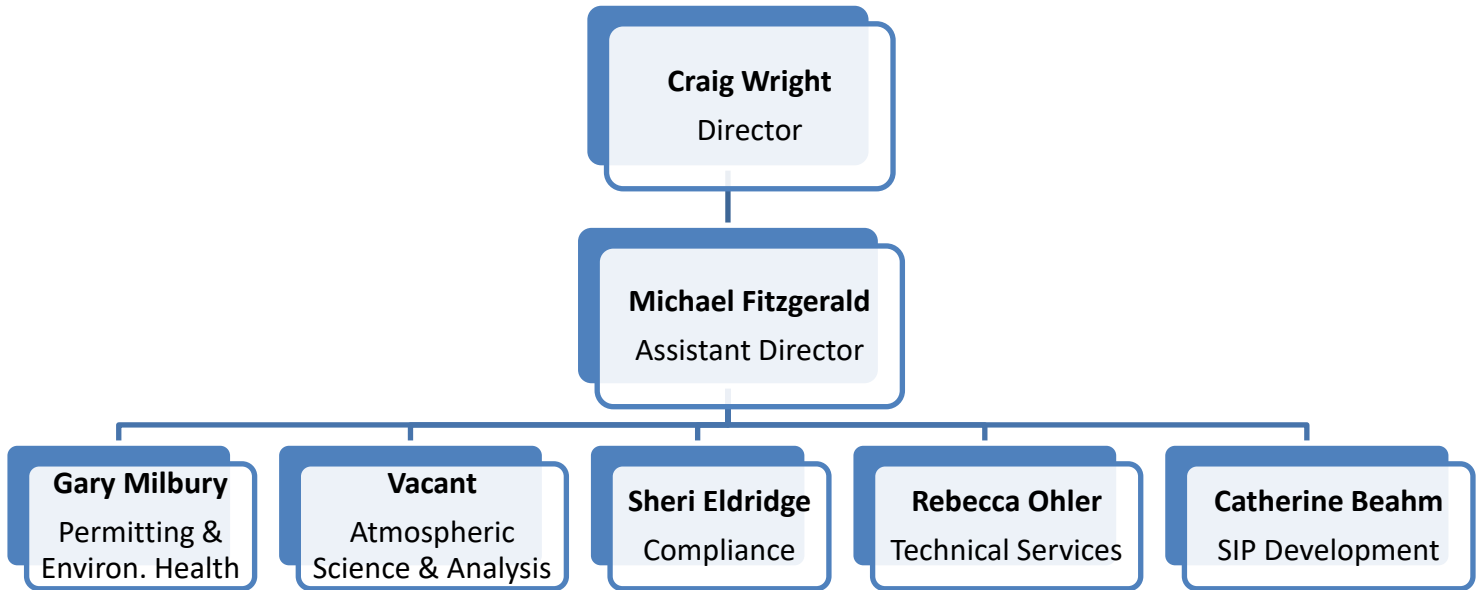 Craig Wright
Director
Michael Fitzgerald
Assistant Director
Gary Milbury
Permitting &
Environ. Health
Vacant
Atmospheric
Science & Analysis
Sheri Eldridge
Compliance
Rebecca Ohler
Technical Services
Catherine Beahm
SIP Development